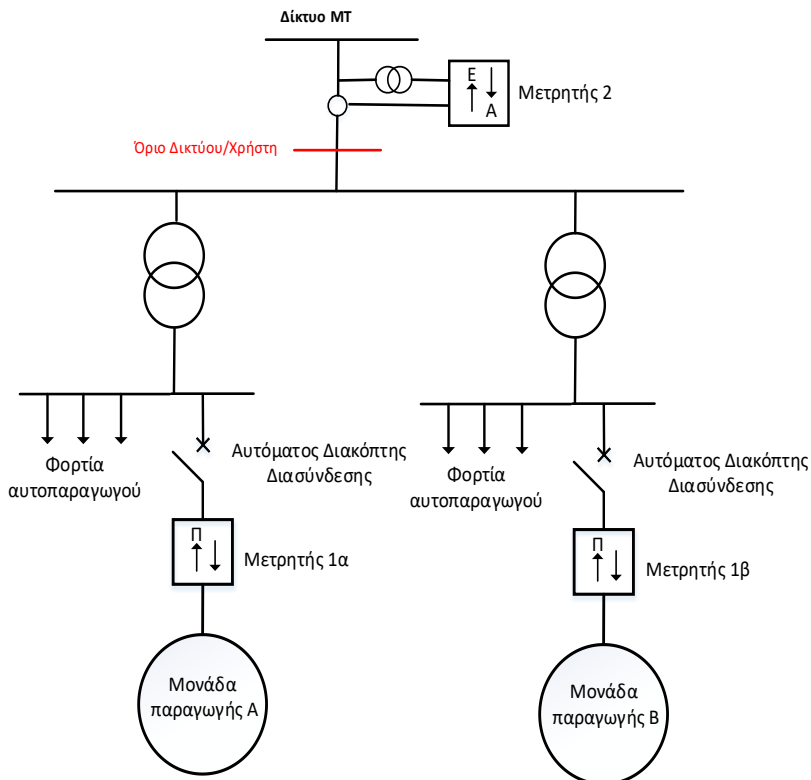 Δίκτυο ΜΤ
Ε
Α
Μετρητής 2
Όριο Δικτύου/Χρήστη
Φορτία
αυτοπαραγωγού
Αυτόματος Διακόπτης
Διασύνδεσης
Φορτία
αυτοπαραγωγού
Αυτόματος Διακόπτης
Διασύνδεσης
Π
Μετρητής 1α
Π
Μετρητής 1β
Μονάδα
παραγωγής Α
Μονάδα
παραγωγής Β